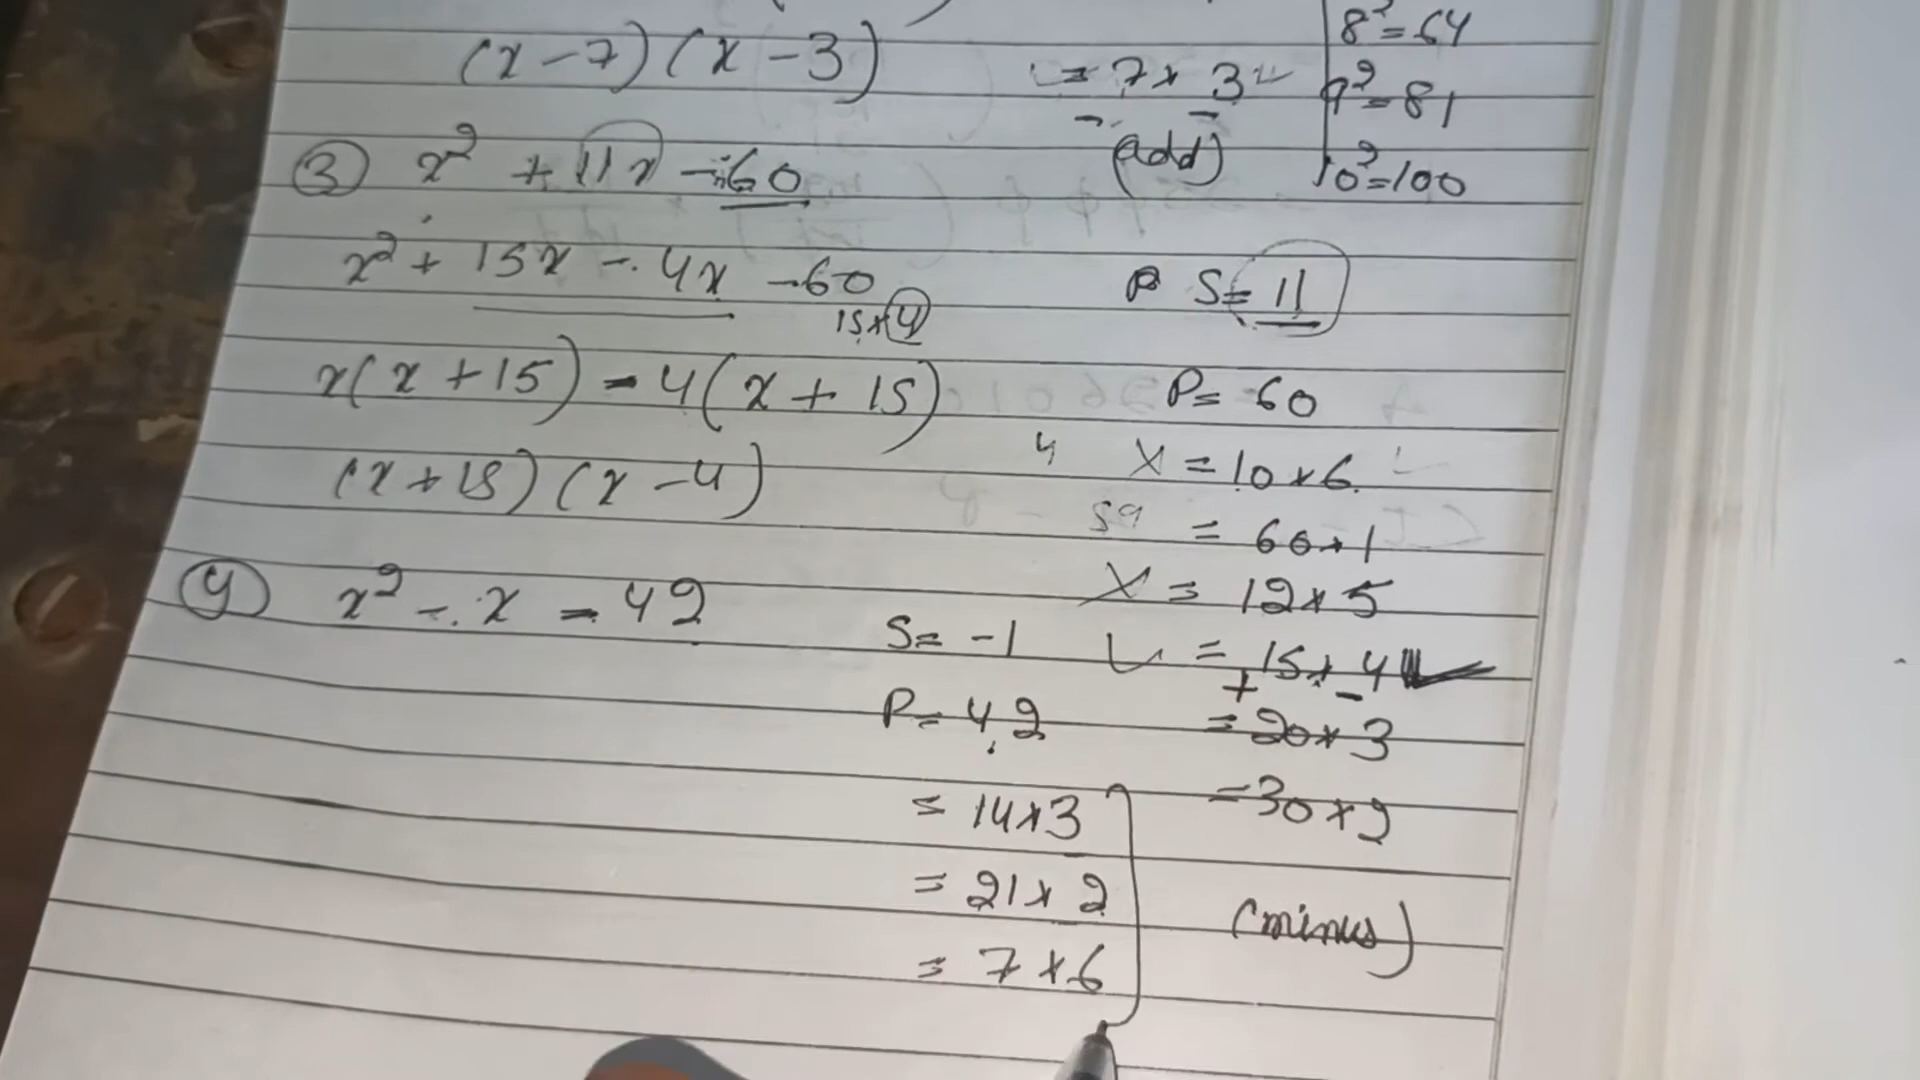 (x - 7) (x - 3)
= 7 × 3
- -
(add)
8² = 64
9² = 81
10² = 100
③ x² + 11x - 60
x² + 15x - 4x - 60
15×4
P S = 11
x(x + 15) - 4(x + 15)
P = 60
(x + 15) (x - 4)
4
X = 10 × 6
59 = 60 × 1
X = 12 × 5
= 15 × 4
+ -
= 20 × 3
= 30 × 2
(minus)
④ x² - x - 42
S = -1
P = 42
= 14 × 3
= 21 × 2
= 7 × 6